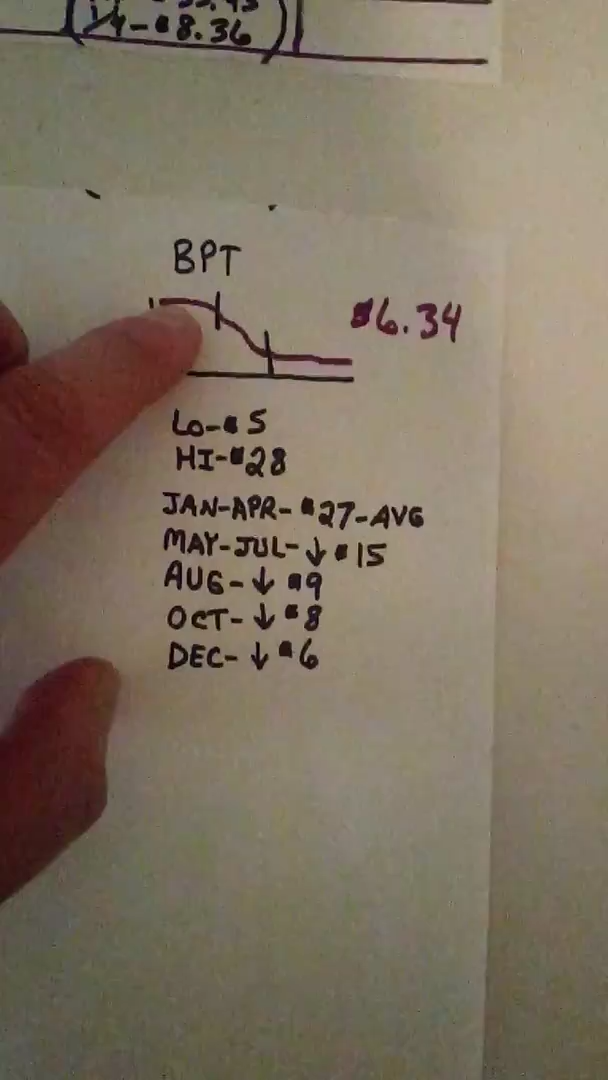 14-$8.36
BPT
$6.34
LO-$5
HI-$28
JAN-APR-$27-AVG
MAY-JUL-↓$15
AUG-↓$9
OCT-↓$8
DEC-↓$6